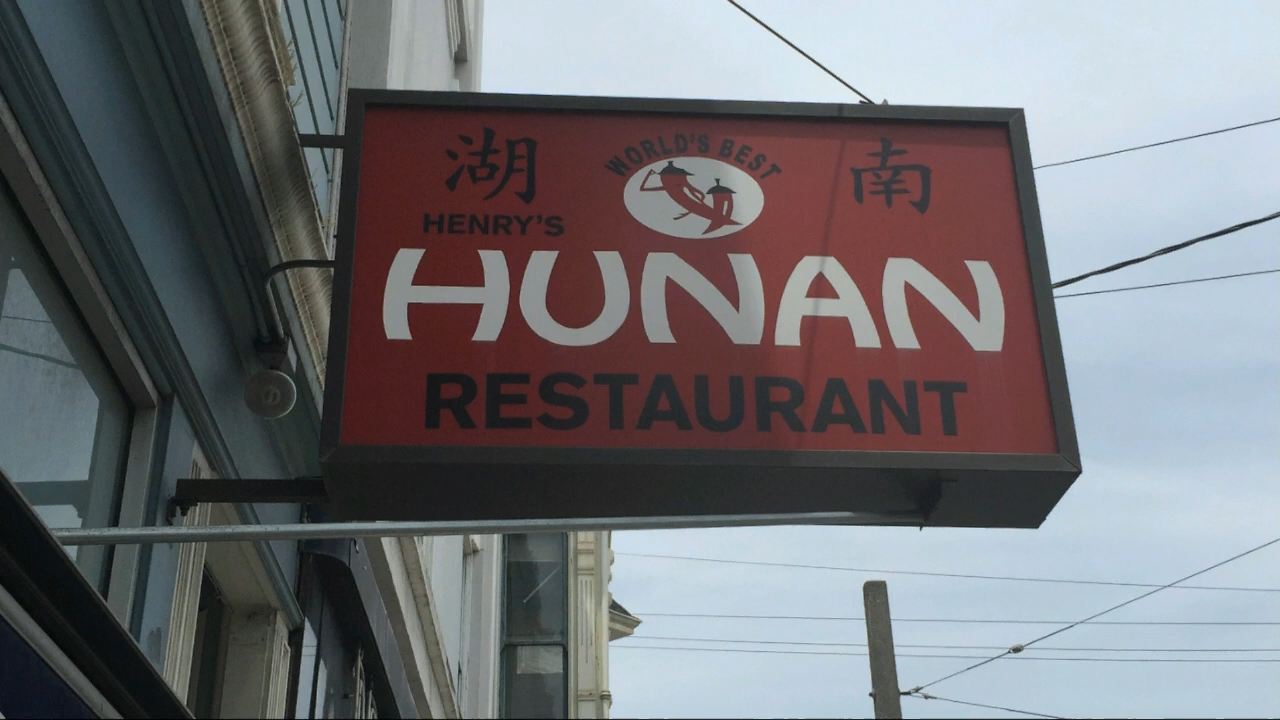 湖 南
WORLD'S BEST
HENRY'S
HUNAN
RESTAURANT